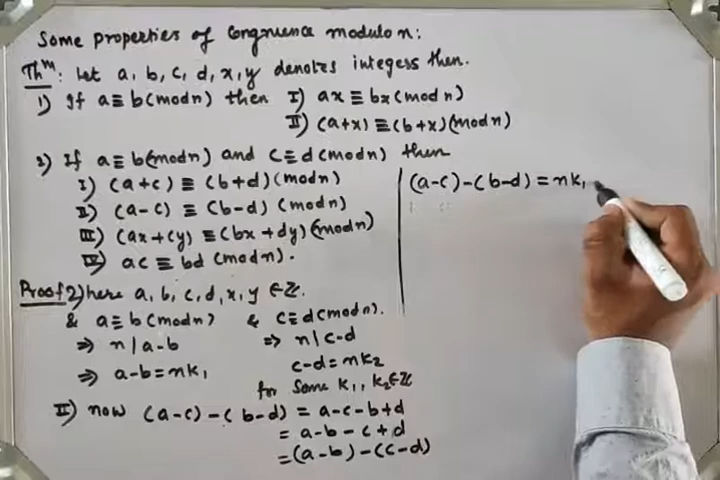 Some properties of Congruence modulo n:
Thm: Let a, b, c, d, x, y denotes integess then.
1) If a≡b(mod n) then I) ax ≡ bx (mod n)
II) (a+x) ≡(b+x)(mod n)
2) If a≡b(mod n) and C≡d(mod n) then
I) (a+c) ≡ (b+d)(mod n)
II) (a-c) ≡ (b-d) (mod n)
III) (ax+cy) ≡(bx+dy)(mod n)
IV) ac ≡ bd (mod n).
Proof 2) here a, b, c, d, x, y ∈ℤ.
& a≡b(mod n) & c≡d(mod n).
⇒ n|a-b ⇒ n|c-d
⇒ a-b=nk₁ c-d=nk₂
for some k₁, k₂∈ℤ
II) now (a-c)-(b-d) = a-c-b+d
= a-b-c+d
=(a-b)-(c-d)
(a-c)-(b-d)=nk₁